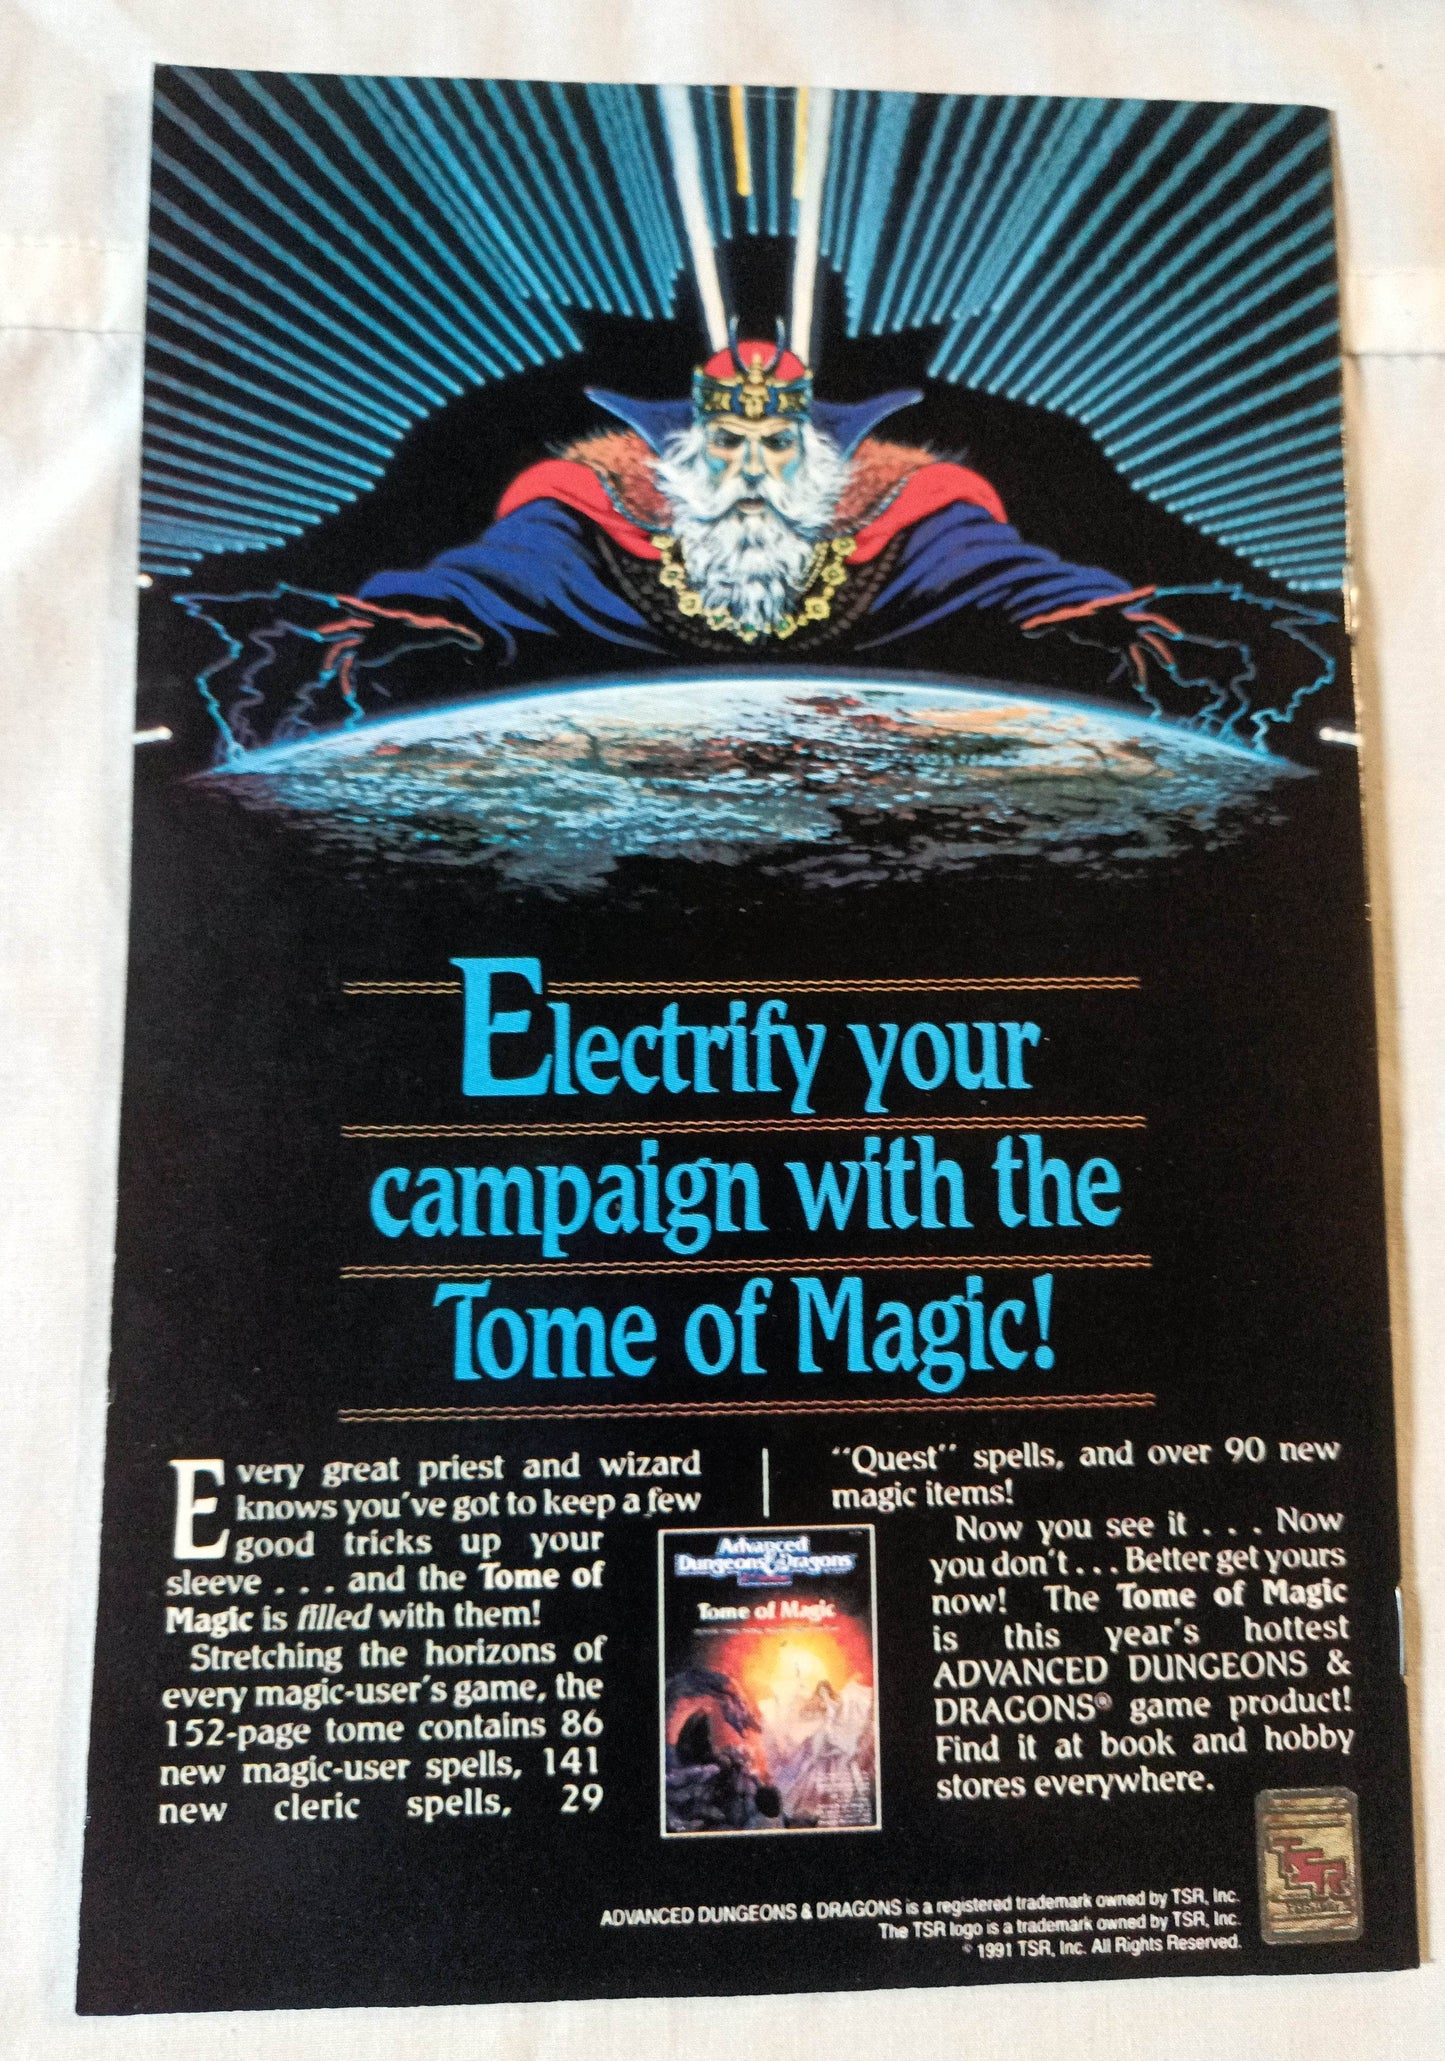 Electrify your
campaign with the
Tome of Magic!
Every great priest and wizard
knows you've got to keep a few
good tricks up your
sleeve . . . and the Tome of
Magic is filled with them!
Stretching the horizons of
every magic-user's game, the
152-page tome contains 86
new magic-user spells, 141
new cleric spells, 29
"Quest" spells, and over 90 new
magic items!
Now you see it . . . Now
you don't . . . Better get yours
now! The Tome of Magic
is this year's hottest
ADVANCED DUNGEONS &
DRAGONS® game product!
Find it at book and hobby
stores everywhere.
Advanced
Dungeons & Dragons
Tome of Magic
TSR
ADVANCED DUNGEONS & DRAGONS is a registered trademark owned by TSR, Inc.
The TSR logo is a trademark owned by TSR, Inc.
© 1991 TSR, Inc. All Rights Reserved.